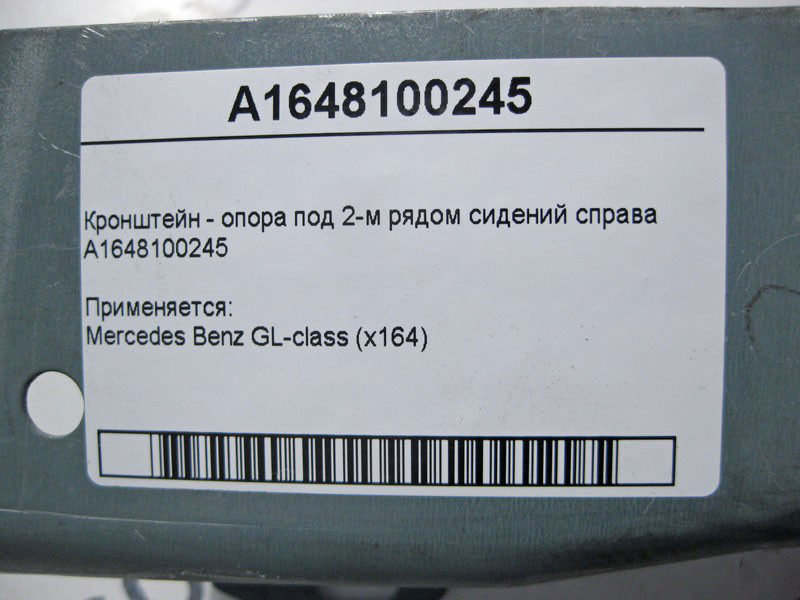 A1648100245
Кронштейн - опора под 2-м рядом сидений справа
A1648100245
Применяется:
Mercedes Benz GL-class (x164)